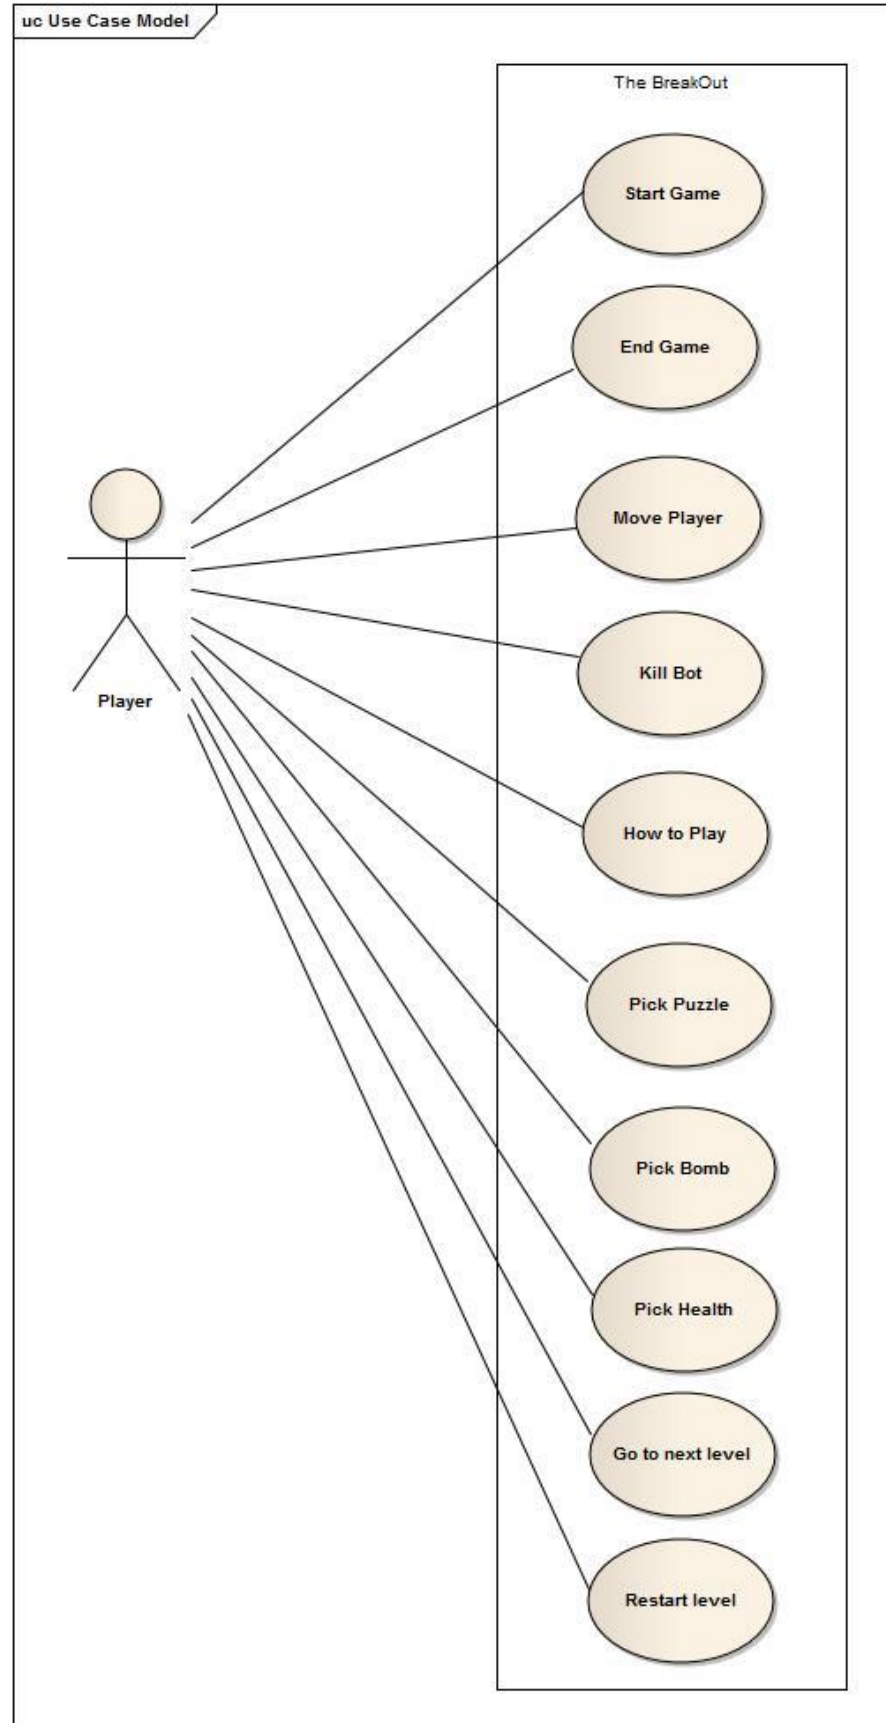 uc Use Case Model
The BreakOut
Start Game
End Game
Move Player
Kill Bot
Player
How to Play
Pick Puzzle
Pick Bomb
Pick Health
Go to next level
Restart level